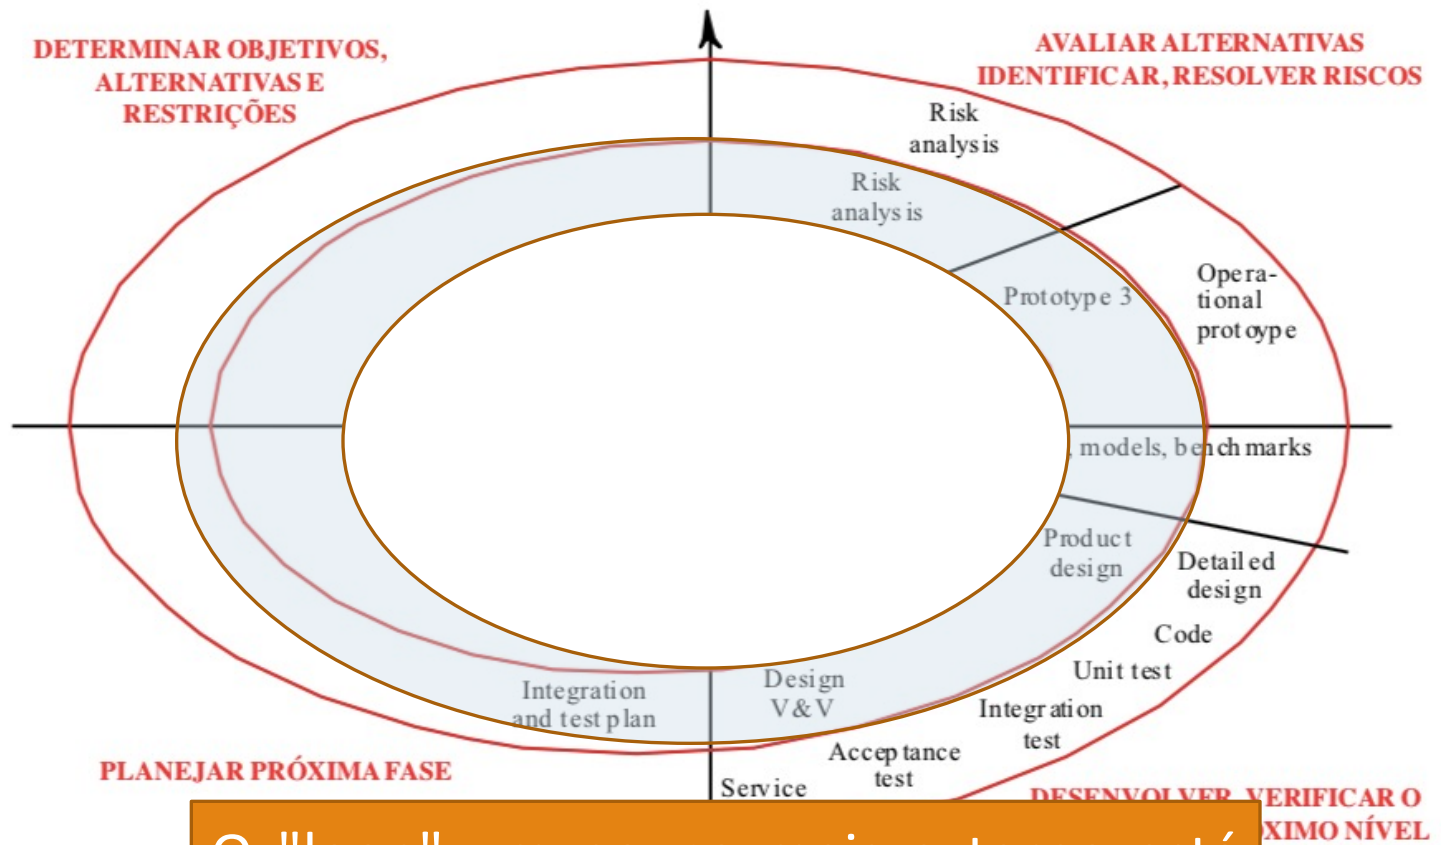 DETERMINAR OBJETIVOS,
ALTERNATIVAS E
RESTRIÇÕES
AVALIAR ALTERNATIVAS
IDENTIFICAR, RESOLVER RISCOS
Risk
analysis
Risk
analysis
Prototype 3
Opera-
tional
protoype
, models, benchmarks
Product
design
Detailed
design
Code
Unit test
Integration
test
Acceptance
test
Design
V&V
Integration
and test plan
Service
PLANEJAR PRÓXIMA FASE
DESENVOLVER, VERIFICAR O
NÍVEL